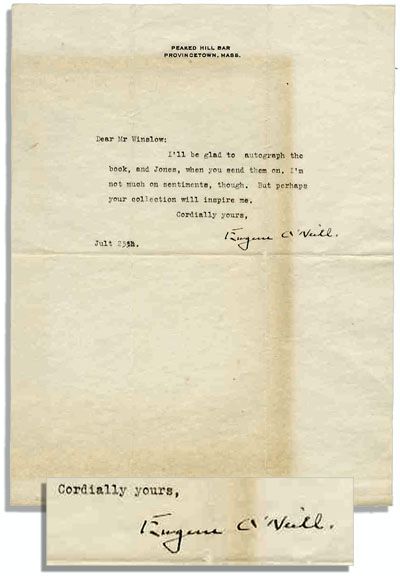 PEAKED HILL BAR
PROVINCETOWN, MASS.
Dear Mr Winslow:
I'll be glad to autograph the
book, and Jones, when you send them on. I'm
not much on sentiments, though. But perhaps
your collection will inspire me.
Cordially yours,
Eugene O'Neill.
Jult 25th.
Cordially yours,
Eugene O'Neill.